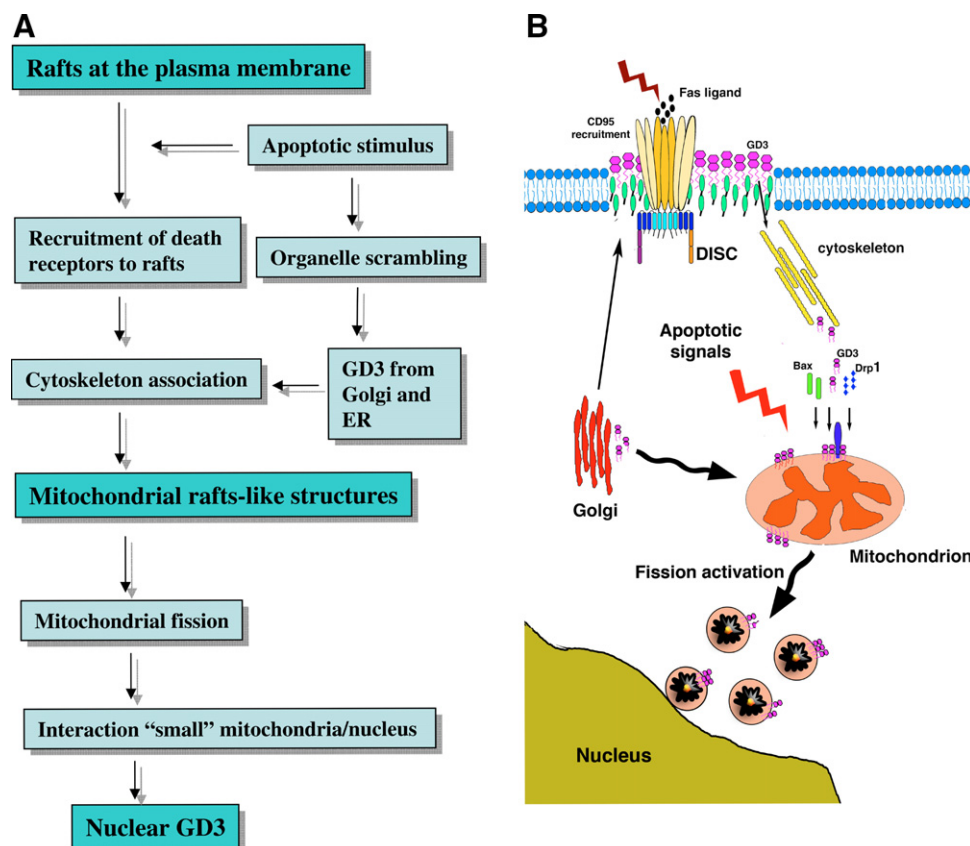 A
Rafts at the plasma membrane
Apoptotic stimulus
Recruitment of death
receptors to rafts
Organelle scrambling
Cytoskeleton association
GD3 from
Golgi and
ER
Mitochondrial rafts-like structures
Mitochondrial fission
Interaction “small” mitochondria/nucleus
Nuclear GD3
B
Fas ligand
CD95
recruitment
GD3
DISC
cytoskeleton
Apoptotic
signals
GD3
Bax
Drp1
Golgi
Mitochondrion
Fission activation
Nucleus